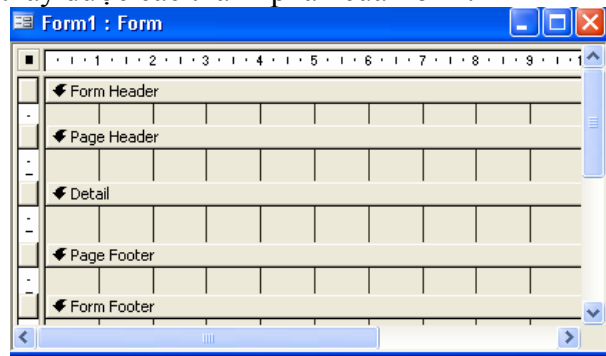 Form1 : Form
1 2 3 4 5 6 7 8 9 1
Form Header
Page Header
Detail
Page Footer
Form Footer